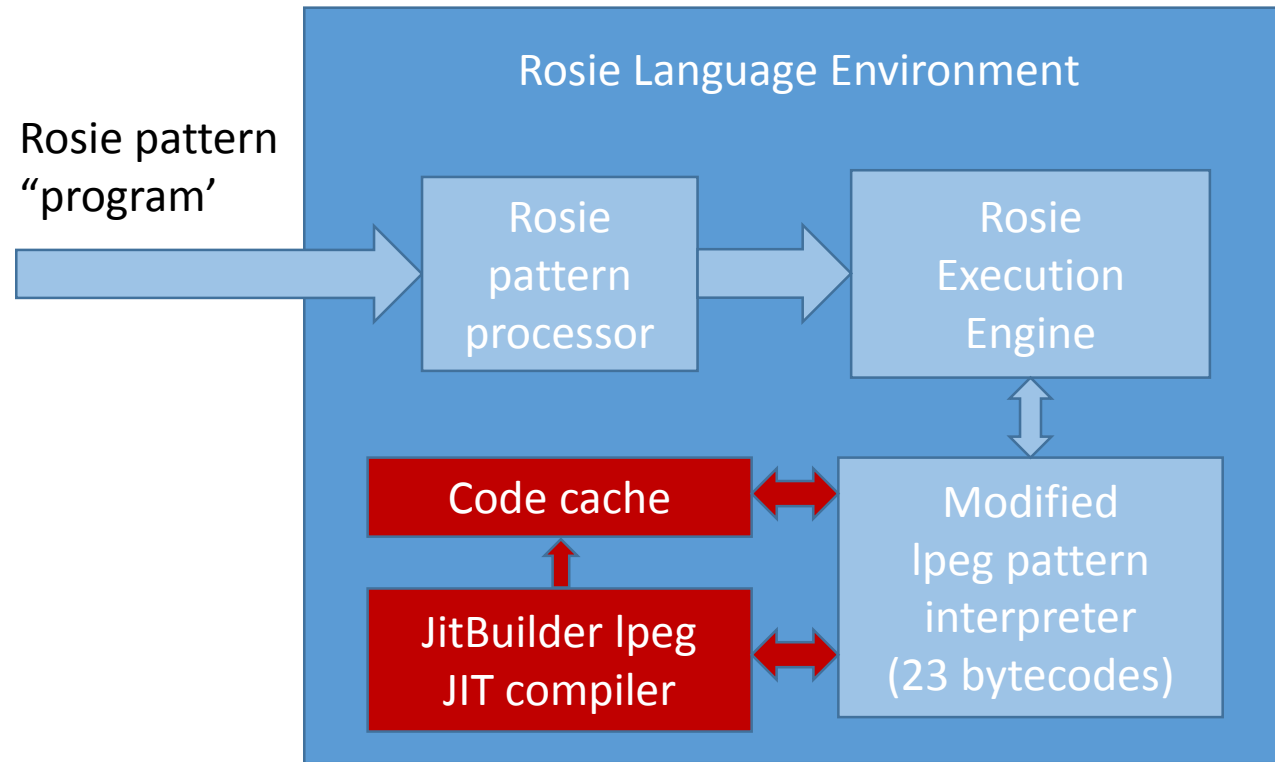 Rosie Language Environment
Rosie pattern
“program’
Rosie
pattern
processor
Rosie
Execution
Engine
Code cache
JitBuilder lpeg
JIT compiler
Modified
lpeg pattern
interpreter
(23 bytecodes)